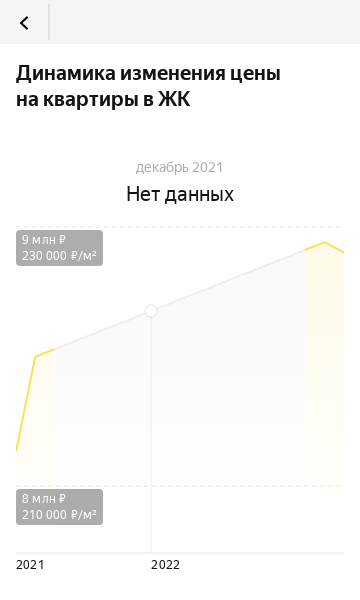 Динамика изменения цены
на квартиры в ЖК
декабрь 2021
Нет данных
9 млн ₽
230 000 ₽/м²
8 млн ₽
210 000 ₽/м²
2021 2022